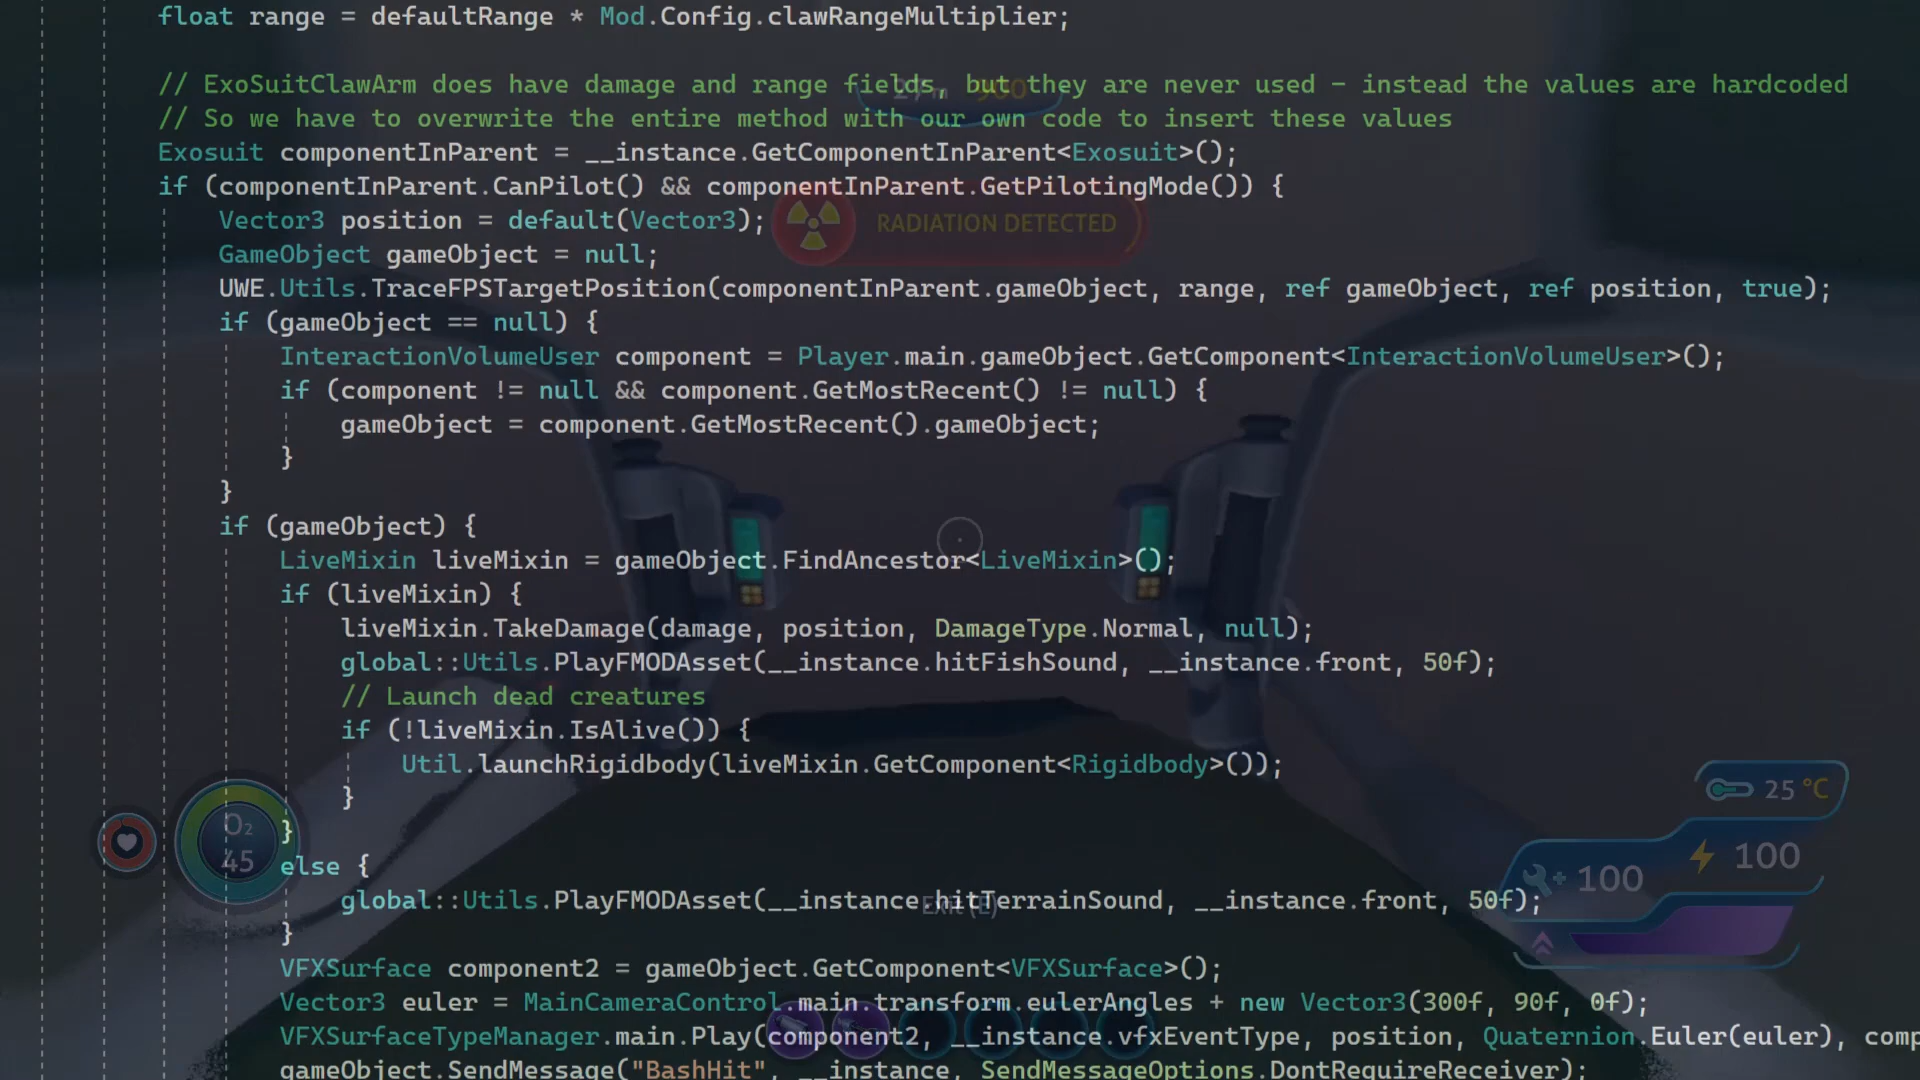 float range = defaultRange * Mod.Config.clawRangeMultiplier;
// ExoSuitClawArm does have damage and range fields, but they are never used - instead the values are hardcoded
// So we have to overwrite the entire method with our own code to insert these values
Exosuit componentInParent = __instance.GetComponentInParent<Exosuit>();
if (componentInParent.CanPilot() && componentInParent.GetPilotingMode()) {
Vector3 position = default(Vector3);
RADIATION DETECTED
GameObject gameObject = null;
UWE.Utils.TraceFPSTargetPosition(componentInParent.gameObject, range, ref gameObject, ref position, true);
if (gameObject == null) {
InteractionVolumeUser component = Player.main.gameObject.GetComponent<InteractionVolumeUser>();
if (component != null && component.GetMostRecent() != null) {
gameObject = component.GetMostRecent().gameObject;
}
}
if (gameObject) {
LiveMixin liveMixin = gameObject.FindAncestor<LiveMixin>();
if (liveMixin) {
liveMixin.TakeDamage(damage, position, DamageType.Normal, null);
global::Utils.PlayFMODAsset(__instance.hitFishSound, __instance.front, 50f);
// Launch dead creatures
if (!liveMixin.IsAlive()) {
Util.launchRigidbody(liveMixin.GetComponent<Rigidbody>());
}
25 °C
O2
45
}
100
100
else {
global::Utils.PlayFMODAsset(__instance.hitTerrainSound, __instance.front, 50f);
Exit (E)
}
VFXSurface component2 = gameObject.GetComponent<VFXSurface>();
Vector3 euler = MainCameraControl.main.transform.eulerAngles + new Vector3(300f, 90f, 0f);
VFXSurfaceTypeManager.main.Play(component2, __instance.vfxEventType, position, Quaternion.Euler(euler), comp
gameObject.SendMessage("BashHit", __instance, SendMessageOptions.DontRequireReceiver);